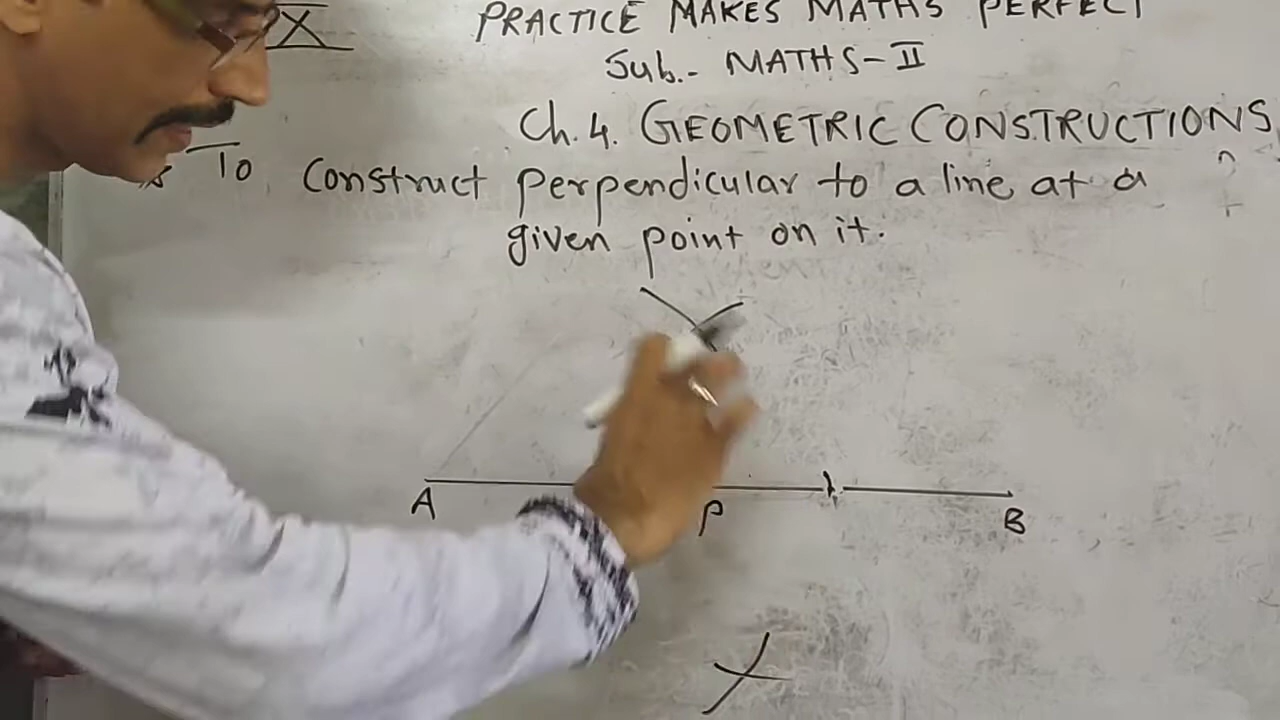 X
PRACTICE MAKES MATHS PERFECT
Sub.- MATHS-II
Ch.4. GEOMETRIC CONSTRUCTIONS
To construct perpendicular to a line at a
given point on it.
A P B